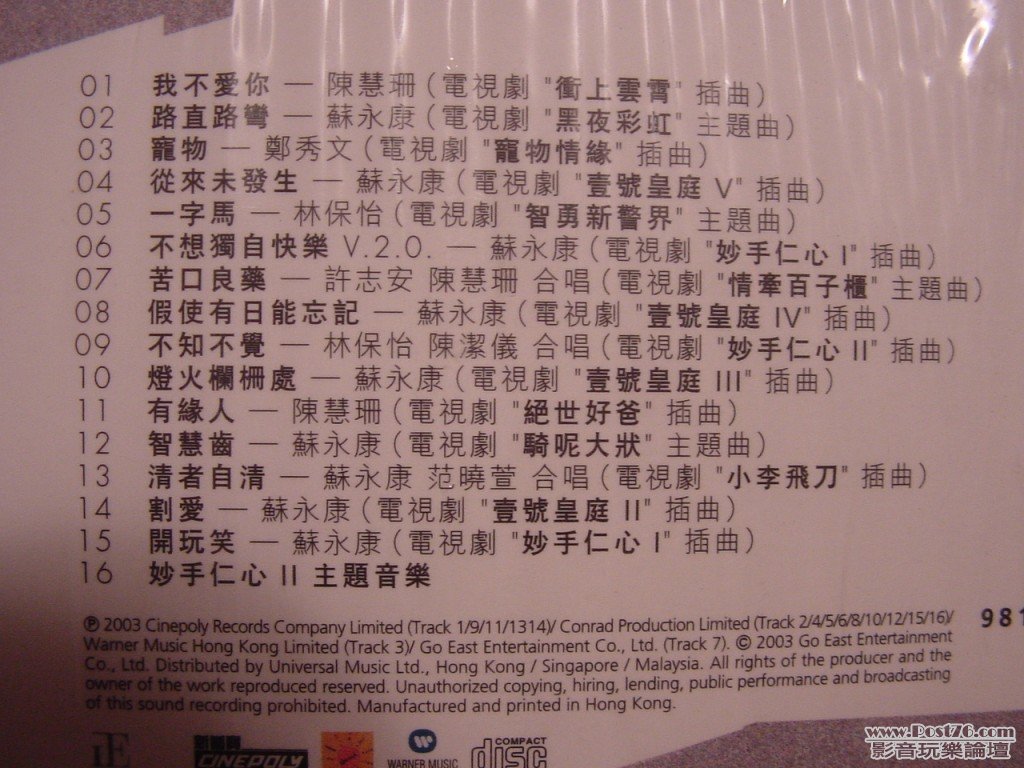 01 我不愛你 — 陳慧珊 (電視劇 "衝上雲霄" 插曲)
02 路直路彎 — 蘇永康 (電視劇 "黑夜彩虹" 主題曲)
03 寵物 — 鄭秀文 (電視劇 "寵物情緣" 插曲)
04 從來未發生 — 蘇永康 (電視劇 "壹號皇庭 V" 插曲)
05 一字馬 — 林保怡 (電視劇 "智勇新警界" 主題曲)
06 不想獨自快樂 V.2.0. — 蘇永康 (電視劇 "妙手仁心 I" 插曲)
07 苦口良藥 — 許志安 陳慧珊 合唱 (電視劇 "情牽百子櫃" 主題曲)
08 假使有日能忘記 — 蘇永康 (電視劇 "壹號皇庭 IV" 插曲)
09 不知不覺 — 林保怡 陳潔儀 合唱 (電視劇 "妙手仁心 II" 插曲)
10 燈火欄柵處 — 蘇永康 (電視劇 "壹號皇庭 III" 插曲)
11 有緣人 — 陳慧珊 (電視劇 "絕世好爸" 插曲)
12 智慧齒 — 蘇永康 (電視劇 "騎呢大狀" 主題曲)
13 清者自清 — 蘇永康 范曉萱 合唱 (電視劇 "小李飛刀" 插曲)
14 割愛 — 蘇永康 (電視劇 "壹號皇庭 II" 插曲)
15 開玩笑 — 蘇永康 (電視劇 "妙手仁心 I" 插曲)
16 妙手仁心 II 主題音樂
℗ 2003 Cinepoly Records Company Limited (Track 1/9/11/1314)/ Conrad Production Limited (Track 2/4/5/6/8/10/12/15/16)/
Warner Music Hong Kong Limited (Track 3)/ Go East Entertainment Co., Ltd. (Track 7). © 2003 Go East Entertainment
Co., Ltd. Distributed by Universal Music Ltd., Hong Kong / Singapore / Malaysia. All rights of the producer and the
owner of the work reproduced reserved. Unauthorized copying, hiring, lending, public performance and broadcasting
of this sound recording prohibited. Manufactured and printed in Hong Kong.
981
CINEPOLY
WARNER MUSIC
COMPACT
disc
www.Post76.com
影音玩樂論壇